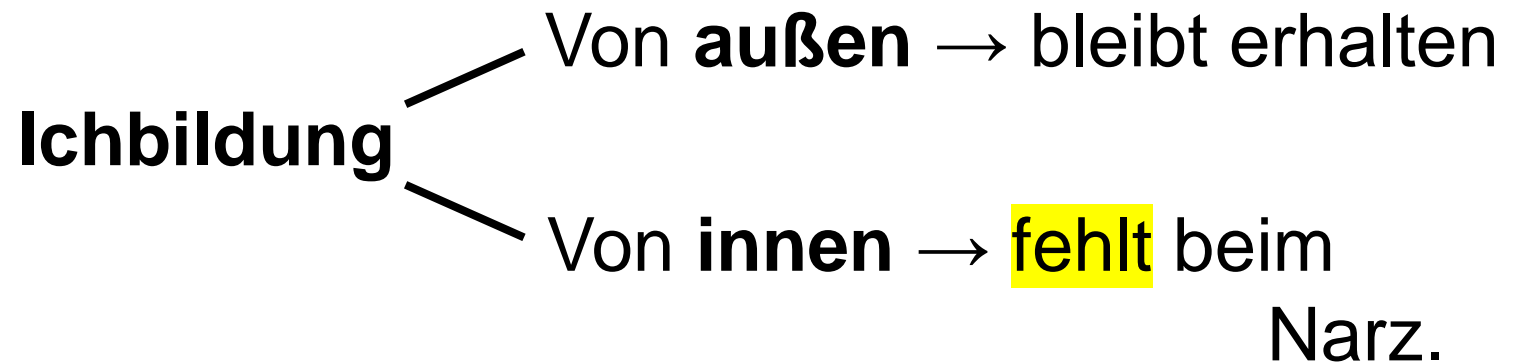 Von außen → bleibt erhalten
Ichbildung
Von innen → fehlt beim
Narz.